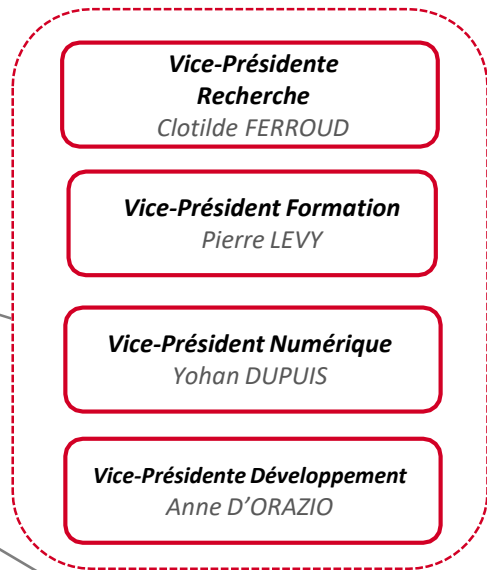 Vice-Présidente
Recherche
Clotilde FERROUD
Vice-Président Formation
Pierre LEVY
Vice-Président Numérique
Yohan DUPUIS
Vice-Présidente Développement
Anne D’ORAZIO